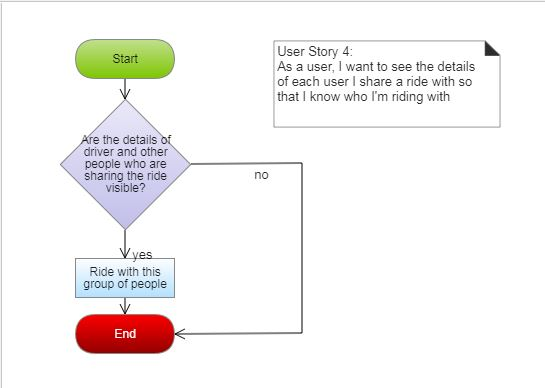 Start
User Story 4:
As a user, I want to see the details
of each user I share a ride with so
that I know who I'm riding with
Are the details of
driver and other
people who are
sharing the ride
visible?
no
yes
Ride with this
group of people
End